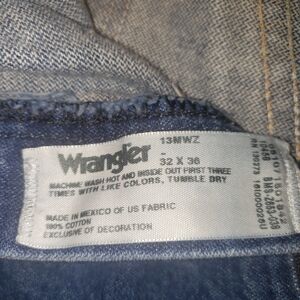 13MWZ
-
Wrangler
32 X 36
MACHINE WASH HOT AND INSIDE OUT FIRST THREE
TIMES WITH LIKE COLORS, TUMBLE DRY
MADE IN MEXICO OF US FABRIC
100% COTTON
EXCLUSIVE OF DECORATION